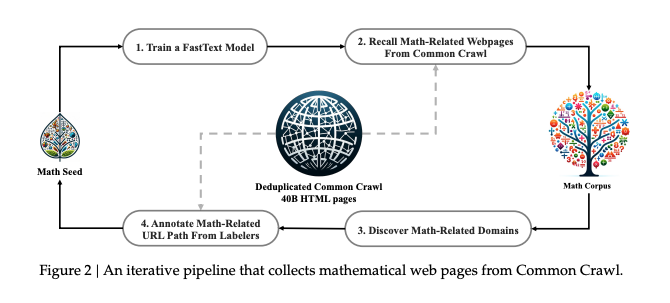 1. Train a FastText Model
2. Recall Math-Related Webpages
From Common Crawl
Math Seed
Deduplicated Common Crawl
40B HTML pages
Math Corpus
4. Annotate Math-Related
URL Path From Labelers
3. Discover Math-Related Domains
Figure 2 | An iterative pipeline that collects mathematical web pages from Common Crawl.